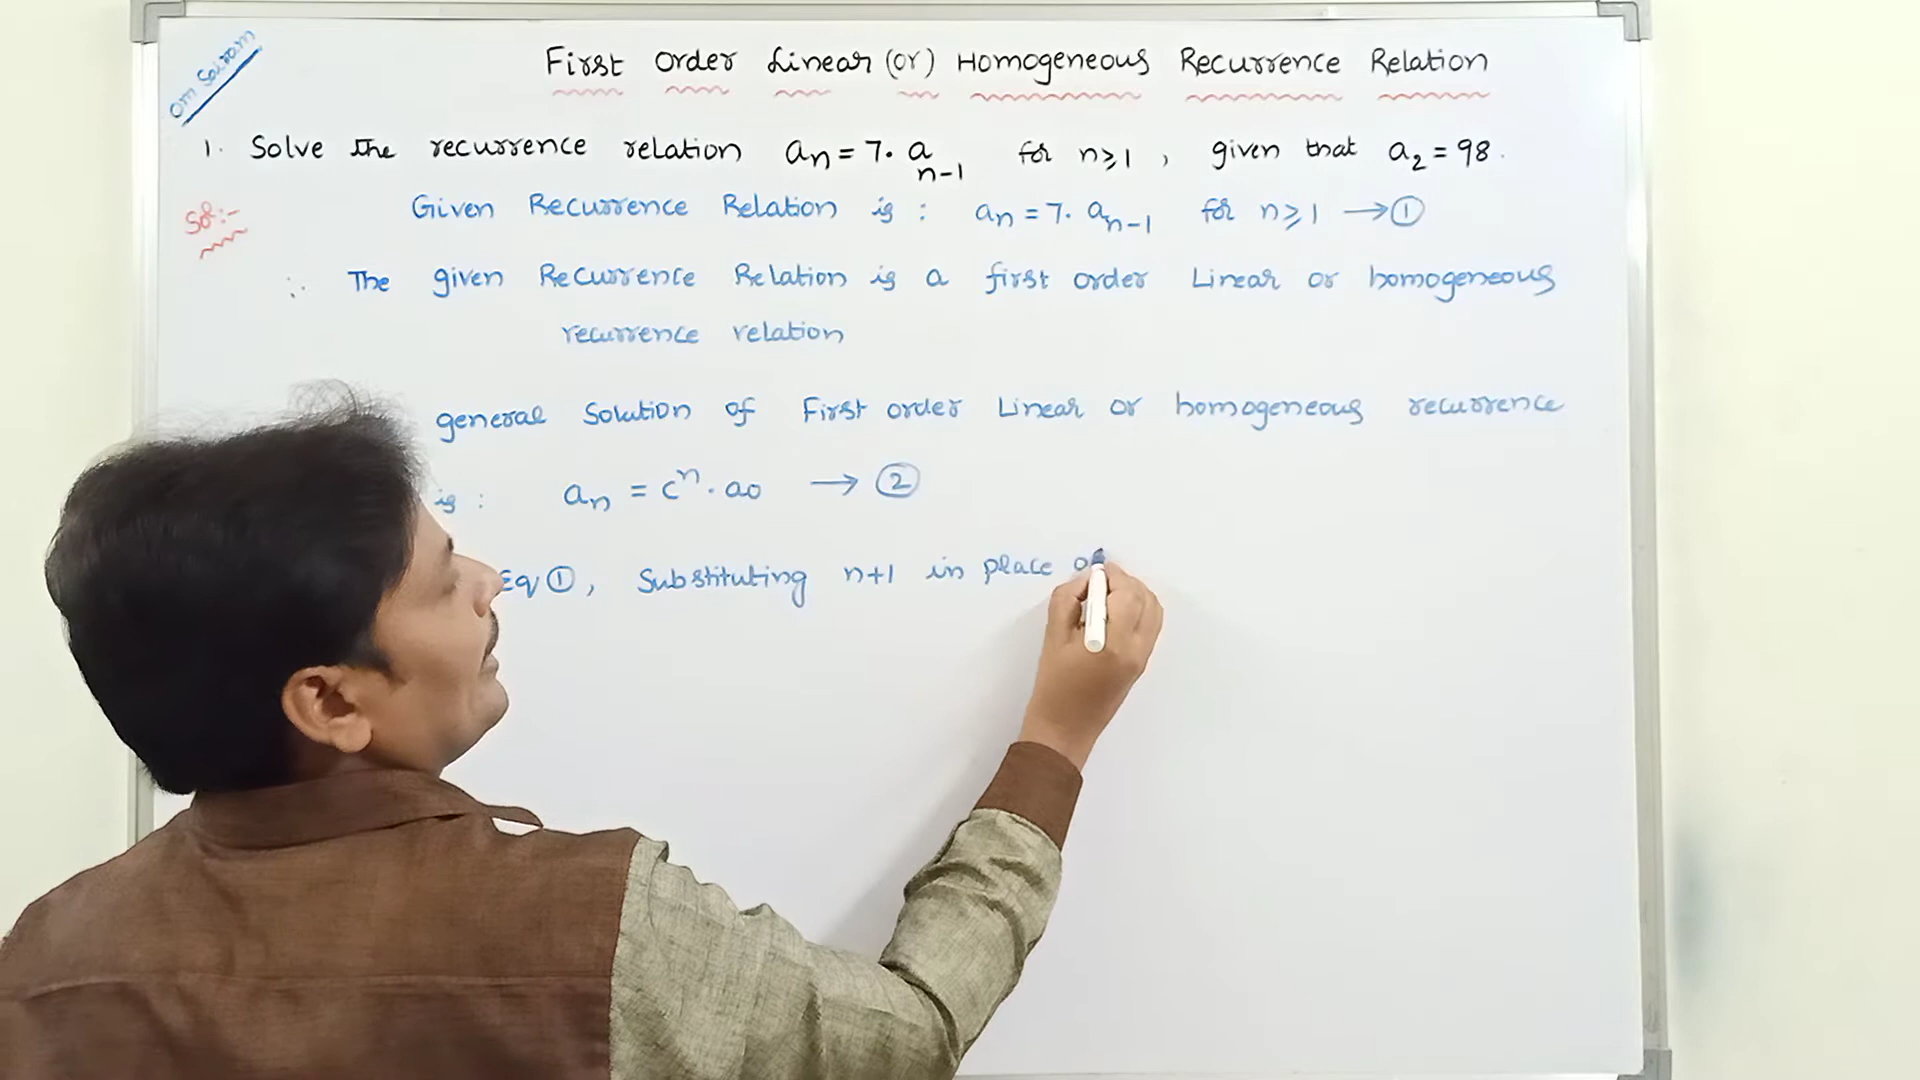 Om Sairam
First Order Linear (or) Homogeneous Recurrence Relation
1. Solve the recurrence relation aₙ = 7. aₙ₋₁ for n≥1, given that a₂ = 98.
Sol:-
Given Recurrence Relation is : aₙ = 7. aₙ₋₁ for n≥1 → ①
∴ The given Recurrence Relation is a first order Linear or homogeneous
recurrence relation
general Solution of First order Linear or homogeneous recurrence
is : aₙ = cⁿ. a₀ → ②
Eq ①, Substituting n+1 in place